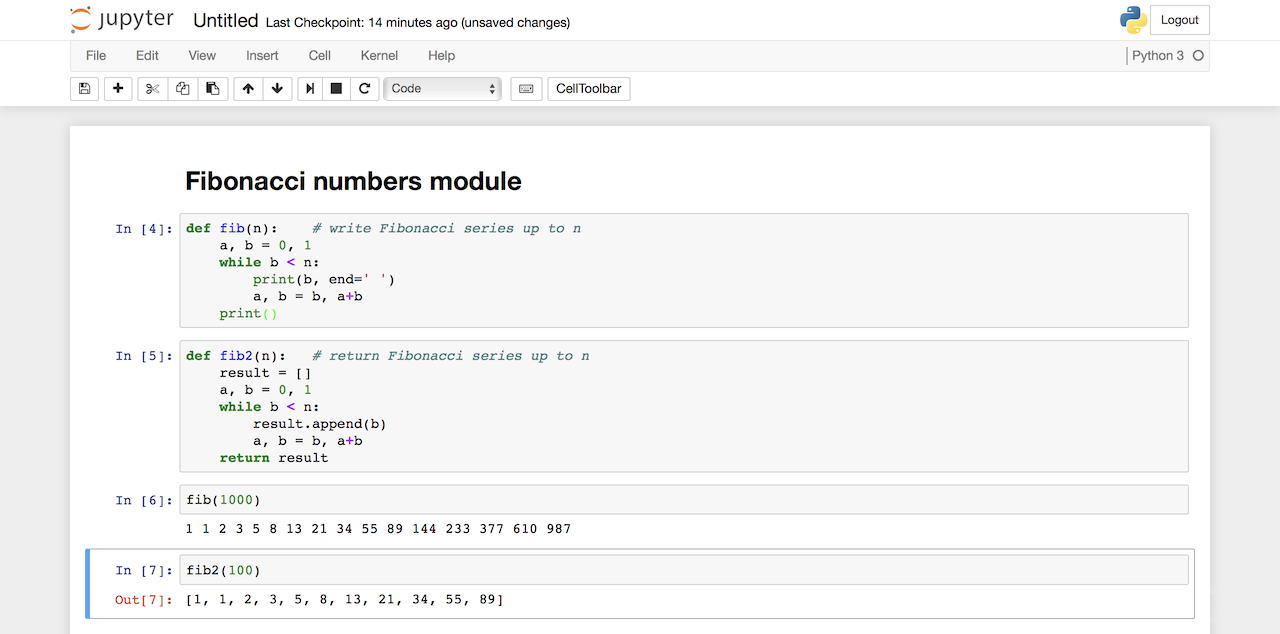 jupyter Untitled Last Checkpoint: 14 minutes ago (unsaved changes)
Logout
File Edit View Insert Cell Kernel Help Python 3
Code CellToolbar
Fibonacci numbers module
In [4]: def fib(n):    # write Fibonacci series up to n
    a, b = 0, 1
    while b < n:
        print(b, end=' ')
        a, b = b, a+b
    print()
In [5]: def fib2(n):   # return Fibonacci series up to n
    result = []
    a, b = 0, 1
    while b < n:
        result.append(b)
        a, b = b, a+b
    return result
In [6]: fib(1000)
1 1 2 3 5 8 13 21 34 55 89 144 233 377 610 987
In [7]: fib2(100)
Out[7]: [1, 1, 2, 3, 5, 8, 13, 21, 34, 55, 89]